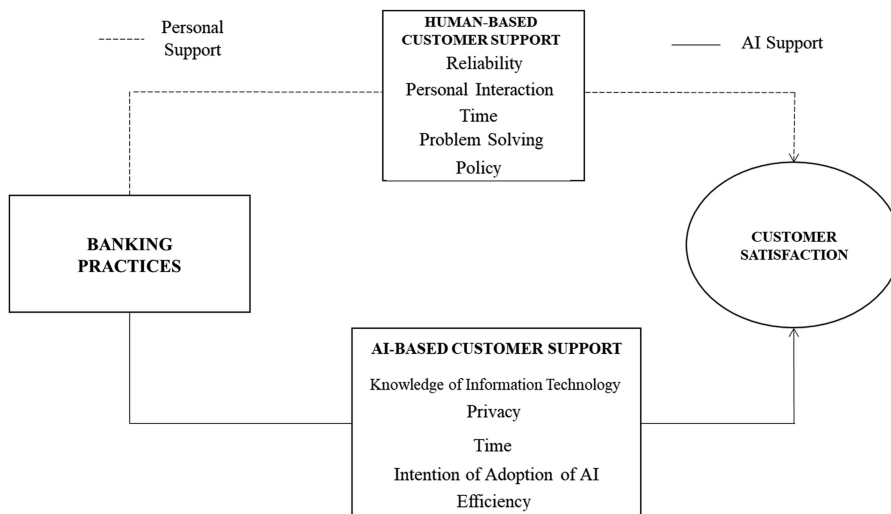 Personal
Support
HUMAN-BASED
CUSTOMER SUPPORT
Reliability
Personal Interaction
Time
Problem Solving
Policy
AI Support
BANKING
PRACTICES
CUSTOMER
SATISFACTION
AI-BASED CUSTOMER SUPPORT
Knowledge of Information Technology
Privacy
Time
Intention of Adoption of AI
Efficiency